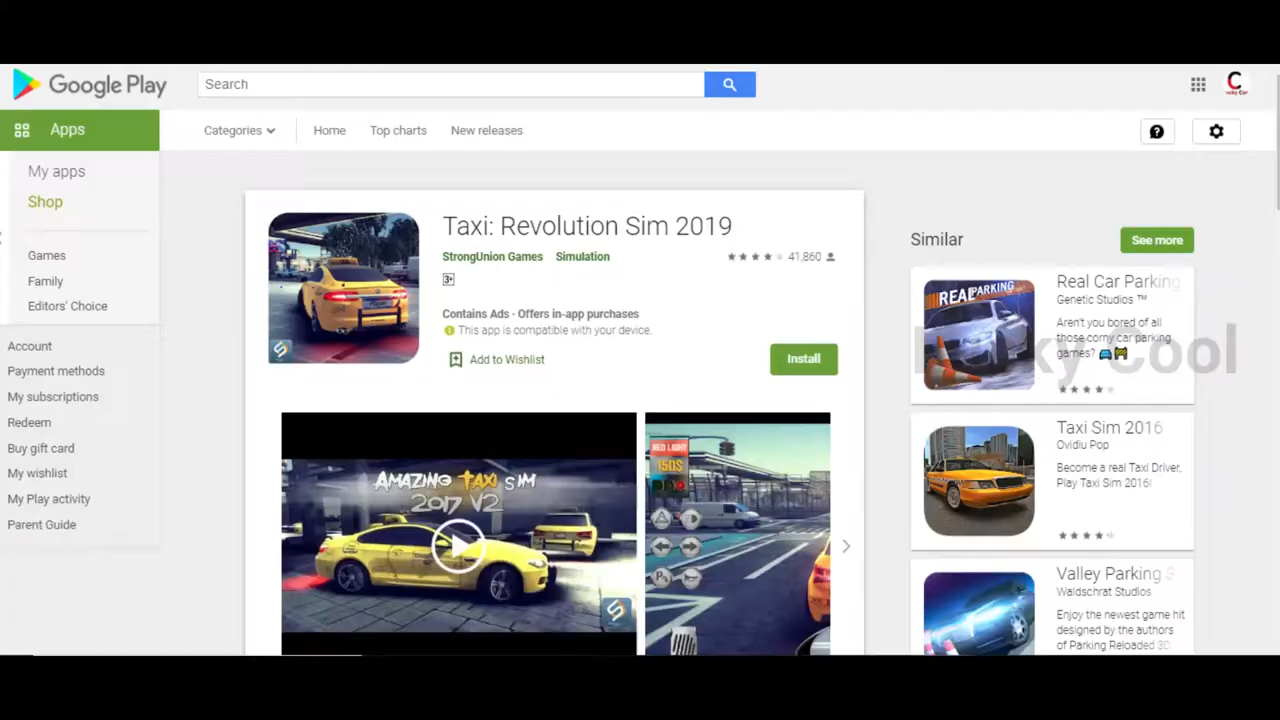 Google Play
Search
Apps
Categories
Home
Top charts
New releases
My apps
Shop
Games
Family
Editors' Choice
Account
Payment methods
My subscriptions
Redeem
Buy gift card
My wishlist
My Play activity
Parent Guide
Taxi: Revolution Sim 2019
StrongUnion Games Simulation
41,860
3+
Contains Ads · Offers in-app purchases
This app is compatible with your device.
Add to Wishlist
Install
AMAZING TAXI SIM
2017 V2
RED LIGHT
150$
Similar
See more
REAL PARKING
Real Car Parking
Genetic Studios ™
Aren't you bored of all
those corny car parking
games?
Cool
Taxi Sim 2016
Ovidiu Pop
Become a real Taxi Driver,
Play Taxi Sim 2016!
Valley Parking 3
Waldschrat Studios
Enjoy the newest game hit
designed by the authors
of Parking Reloaded 3D